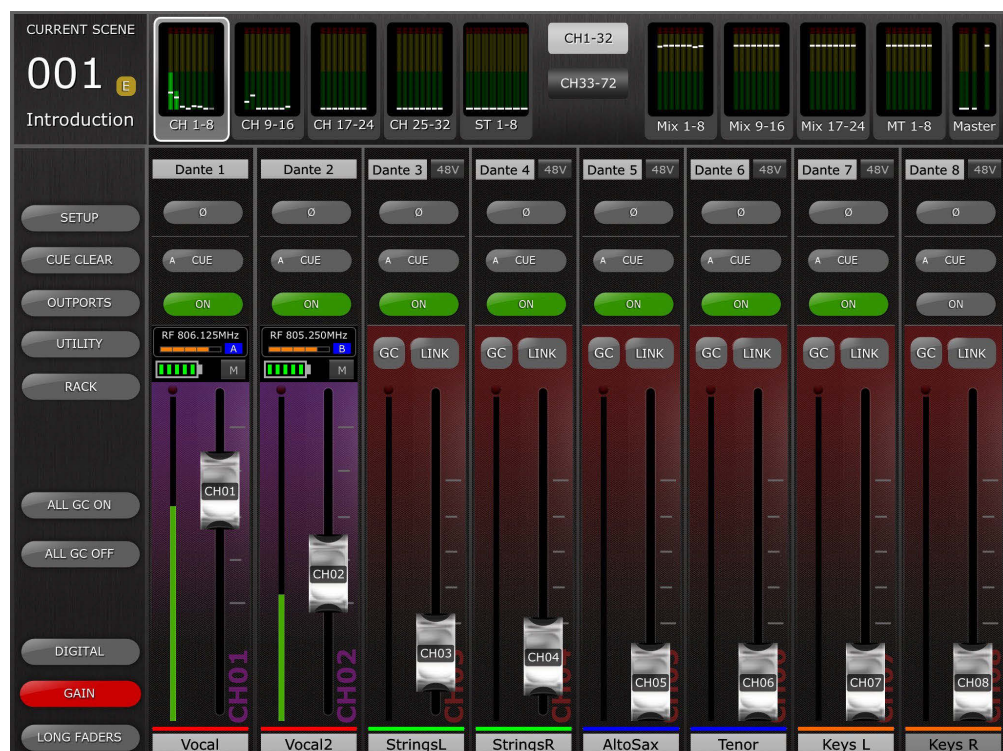 CURRENT SCENE
001 E
Introduction
CH 1-8 CH 9-16 CH 17-24 CH 25-32 ST 1-8
CH1-32
CH33-72
Mix 1-8 Mix 9-16 Mix 17-24 MT 1-8 Master
Dante 1 Dante 2 Dante 3 48V Dante 4 48V Dante 5 48V Dante 6 48V Dante 7 48V Dante 8 48V
SETUP Ø Ø Ø Ø Ø Ø Ø Ø
CUE CLEAR A CUE A CUE A CUE A CUE A CUE A CUE A CUE A CUE
OUTPORTS ON ON ON ON ON ON ON ON
UTILITY
RF 806.125MHz RF 805.250MHz
A B
GC LINK GC LINK GC LINK GC LINK GC LINK GC LINK
M M
RACK
ALL GC ON
ALL GC OFF
DIGITAL
GAIN
LONG FADERS
CH01 CH02 CH03 CH04 CH05 CH06 CH07 CH08
CH01 CH02 CH03 CH04 CH05 CH06 CH07 CH08
Vocal Vocal2 StringsL StringsR AltoSax Tenor Keys L Keys R